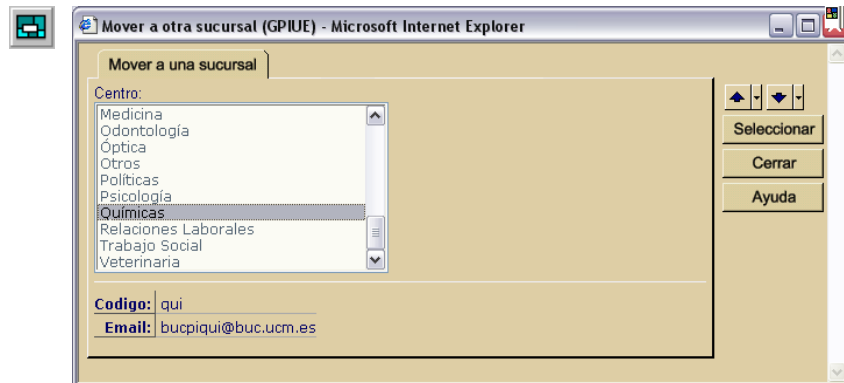 Mover a otra sucursal (GPIUE) - Microsoft Internet Explorer
Mover a una sucursal
Centro:
Medicina
Odontología
Óptica
Otros
Políticas
Psicología
Químicas
Relaciones Laborales
Trabajo Social
Veterinaria
Codigo: qui
Email: bucpiqui@buc.ucm.es
Seleccionar
Cerrar
Ayuda